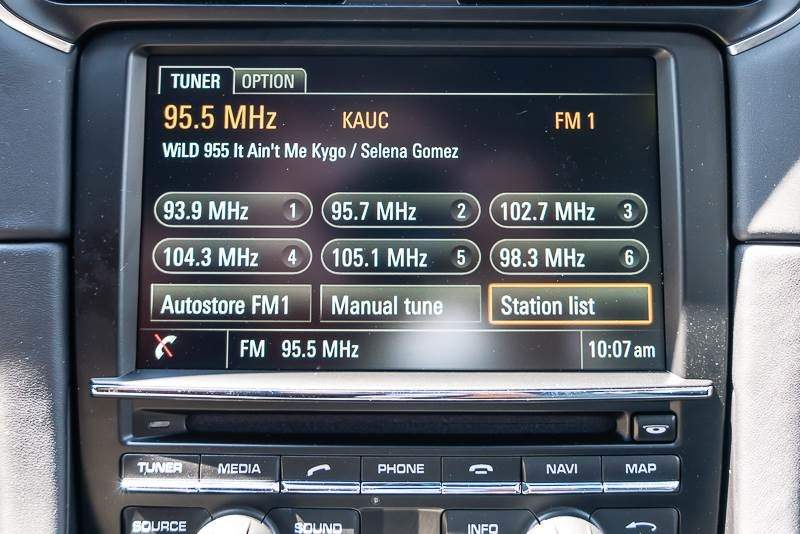 TUNER OPTION
95.5 MHz KAUC FM 1
WiLD 955 It Ain't Me Kygo / Selena Gomez
93.9 MHz 1 95.7 MHz 2 102.7 MHz 3
104.3 MHz 4 105.1 MHz 5 98.3 MHz 6
Autostore FM1 Manual tune Station list
FM 95.5 MHz 10:07 am
TUNER MEDIA PHONE NAVI MAP
SOURCE SOUND INFO